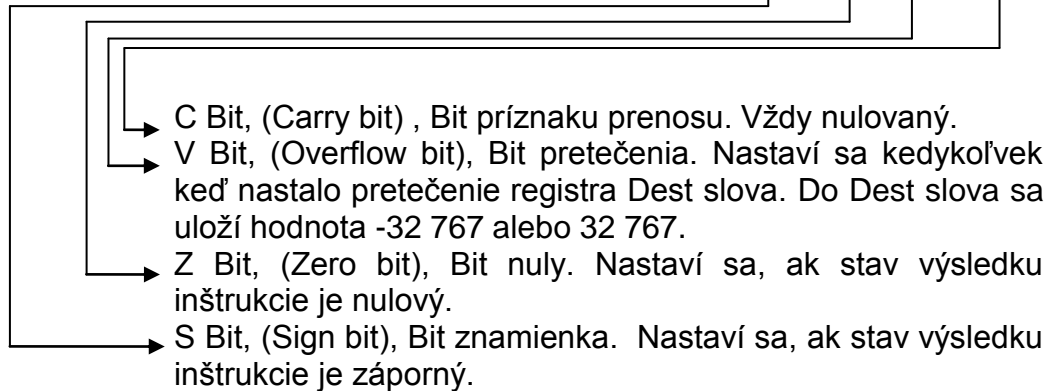 C Bit, (Carry bit) , Bit príznaku prenosu. Vždy nulovaný.
V Bit, (Overflow bit), Bit pretečenia. Nastaví sa kedykoľvek
keď nastalo pretečenie registra Dest slova. Do Dest slova sa
uloží hodnota -32 767 alebo 32 767.
Z Bit, (Zero bit), Bit nuly. Nastaví sa, ak stav výsledku
inštrukcie je nulový.
S Bit, (Sign bit), Bit znamienka. Nastaví sa, ak stav výsledku
inštrukcie je záporný.